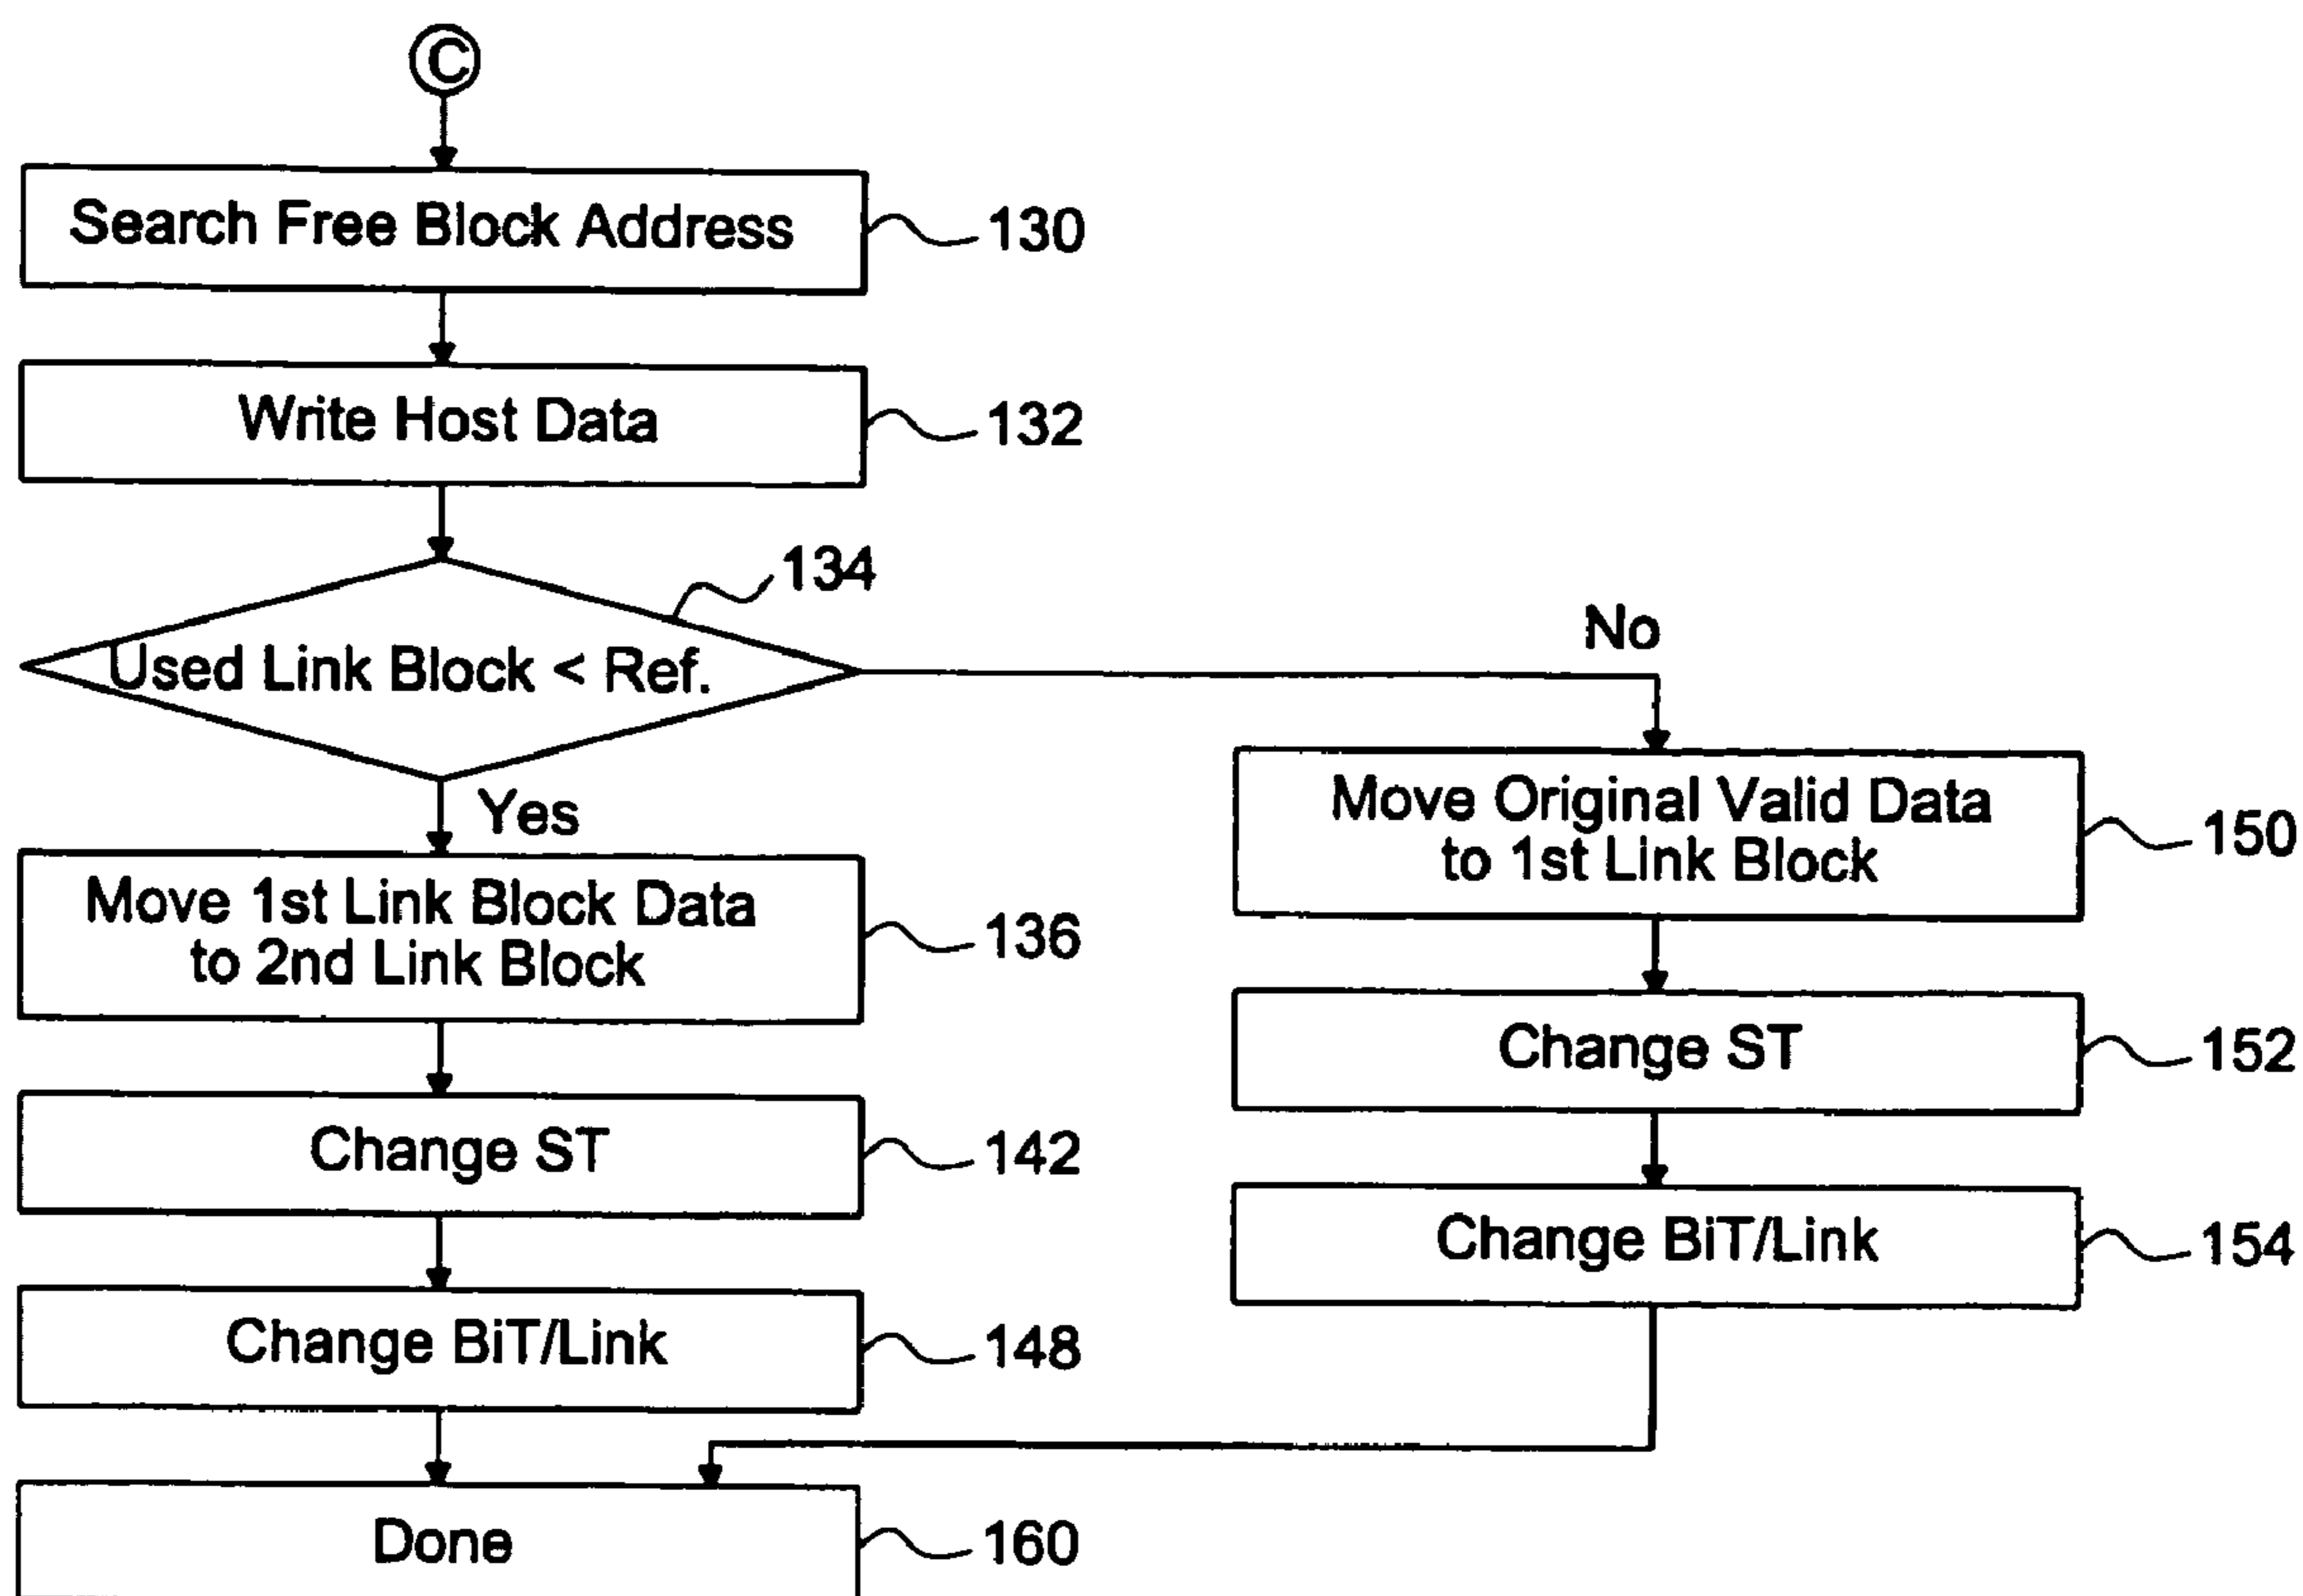 C
Search Free Block Address
130
Write Host Data
132
134
Used Link Block < Ref.
No
Yes
Move 1st Link Block Data
to 2nd Link Block
136
Change ST
142
Change BiT/Link
148
Move Original Valid Data
to 1st Link Block
150
Change ST
152
Change BiT/Link
154
Done
160